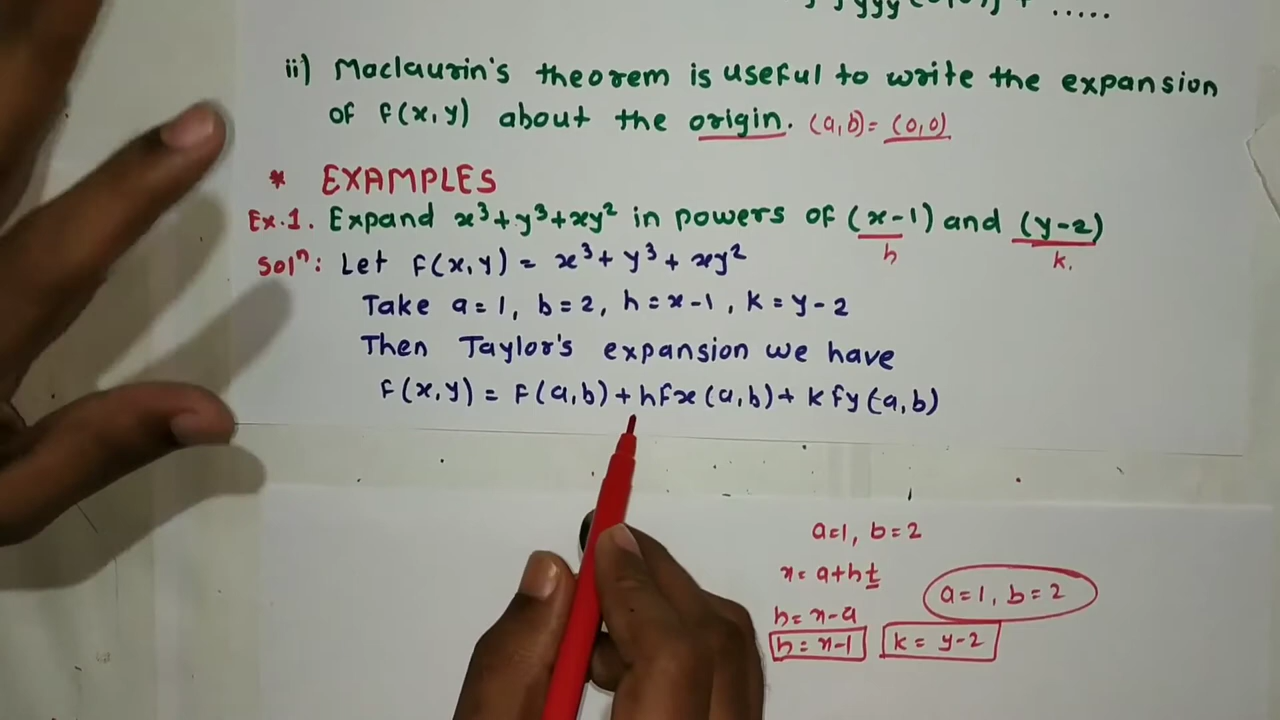 yyy
.....
ii) Maclaurin's theorem is useful to write the expansion
of f(x,y) about the origin. (a,b)= (0,0)
* EXAMPLES
Ex.1. Expand x³+y³+xy² in powers of (x-1) and (y-2)
h k.
Solⁿ: Let f(x,y) = x³+ y³+ xy²
Take a=1, b=2, h=x-1, k=y-2
Then Taylor's expansion we have
f(x,y) = f(a,b)+hfx(a,b)+ kfy(a,b)
a=1, b=2
x=a+ht
a=1, b=2
h= x-a
h=x-1 k= y-2